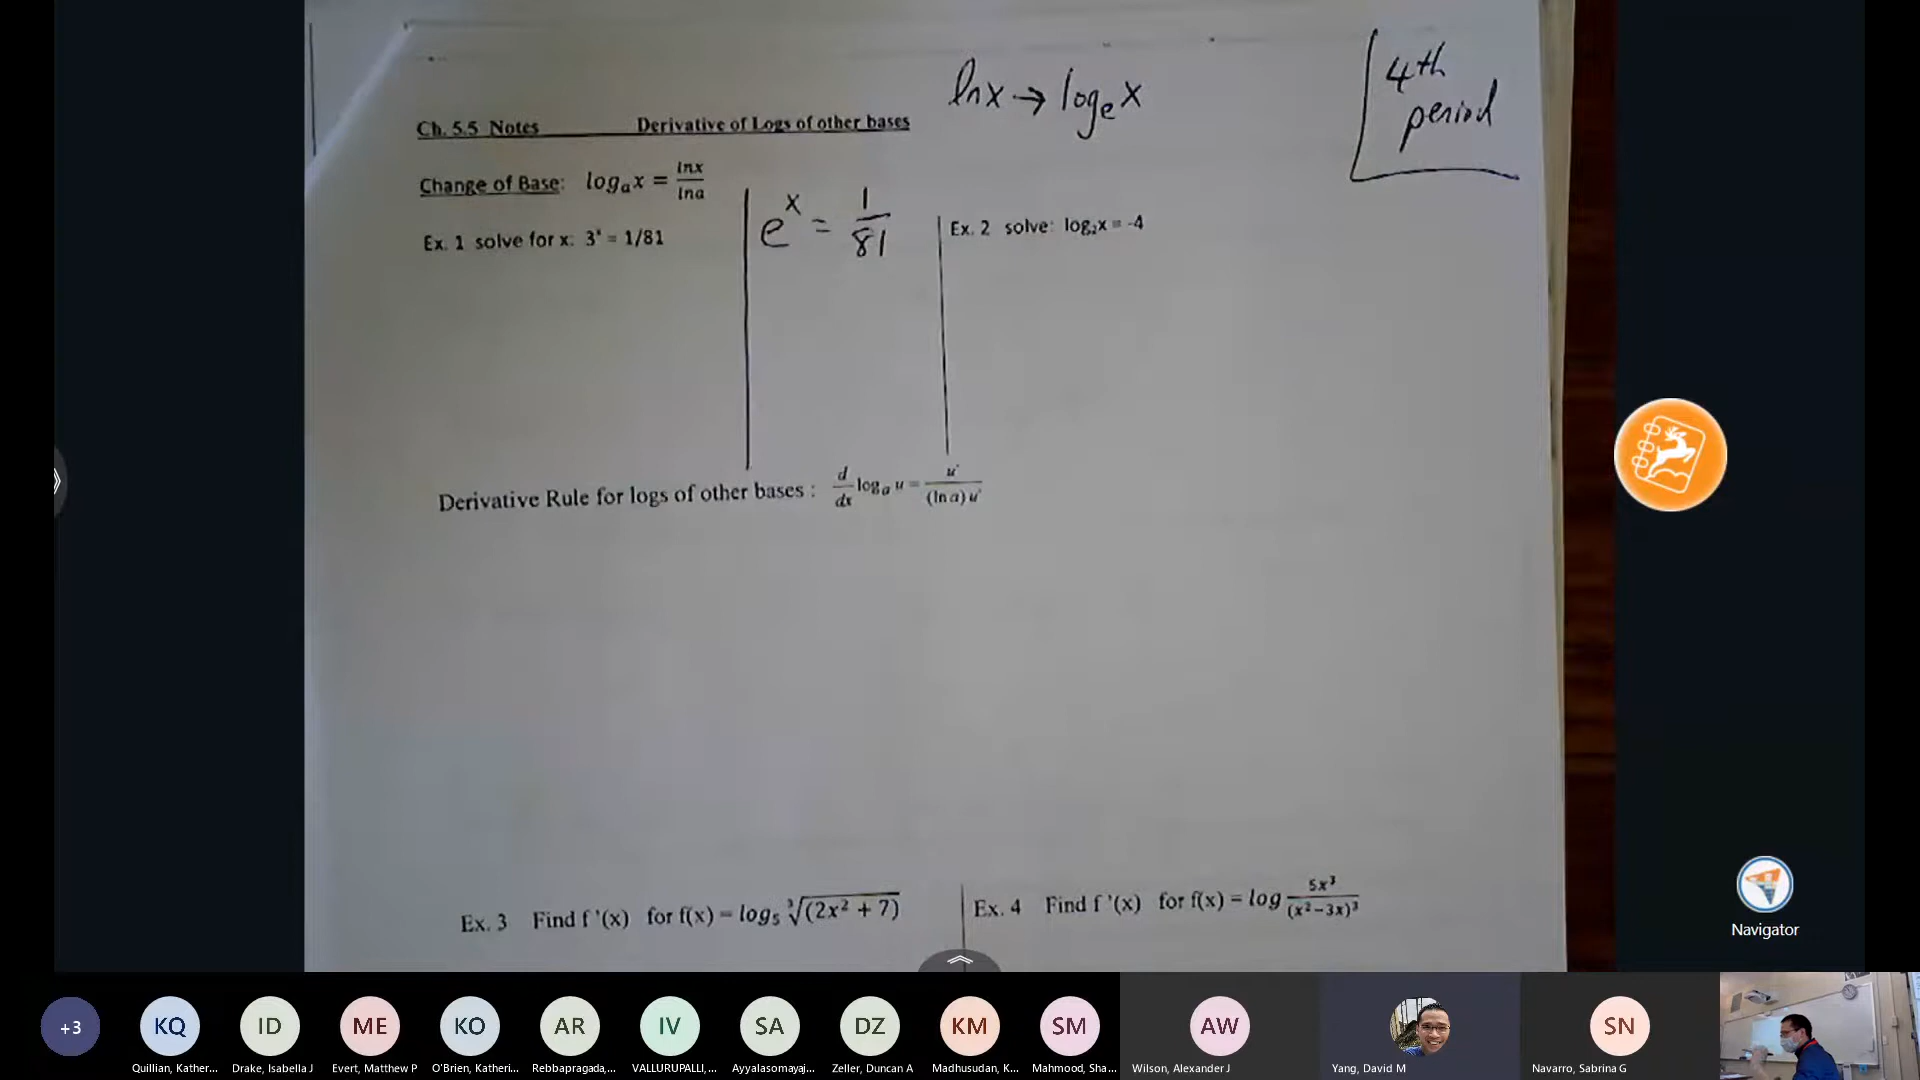 ln x → log_e x
4th
period
Ch. 5.5 Notes Derivative of Logs of other bases
Change of Base: log_a x = lnx/lna
Ex. 1 solve for x: 3^x = 1/81
e^x = 1/81
Ex. 2 solve: log_2 x = -4
Derivative Rule for logs of other bases : d/dx log_a u = u'/(ln a) u'
Ex. 3 Find f '(x) for f(x) = log_5 ∛(2x² + 7)
Ex. 4 Find f '(x) for f(x) = log 5x³/(x²−3x)³
Navigator
+3
KQ
ID
ME
KO
AR
IV
SA
DZ
KM
SM
AW
SN
Quillian, Kather...
Drake, Isabella J
Evert, Matthew P
O'Brien, Katheri...
Rebbapragada,...
VALLURUPALLI,...
Ayyalasomayaj...
Zeller, Duncan A
Madhusudan, K...
Mahmood, Sha...
Wilson, Alexander J
Yang, David M
Navarro, Sabrina G